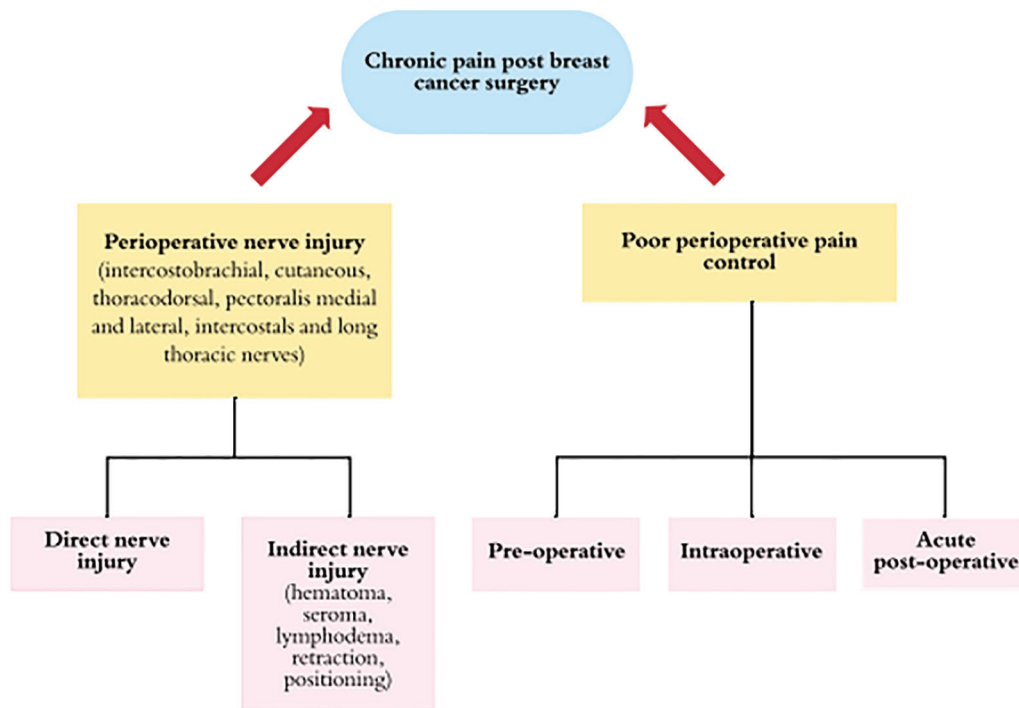 Chronic pain post breast
cancer surgery
Perioperative nerve injury
(intercostobrachial, cutaneous,
thoracodorsal, pectoralis medial
and lateral, intercostals and long
thoracic nerves)
Poor perioperative pain
control
Direct nerve
injury
Indirect nerve
injury
(hematoma,
seroma,
lymphodema,
retraction,
positioning)
Pre-operative
Intraoperative
Acute
post-operative